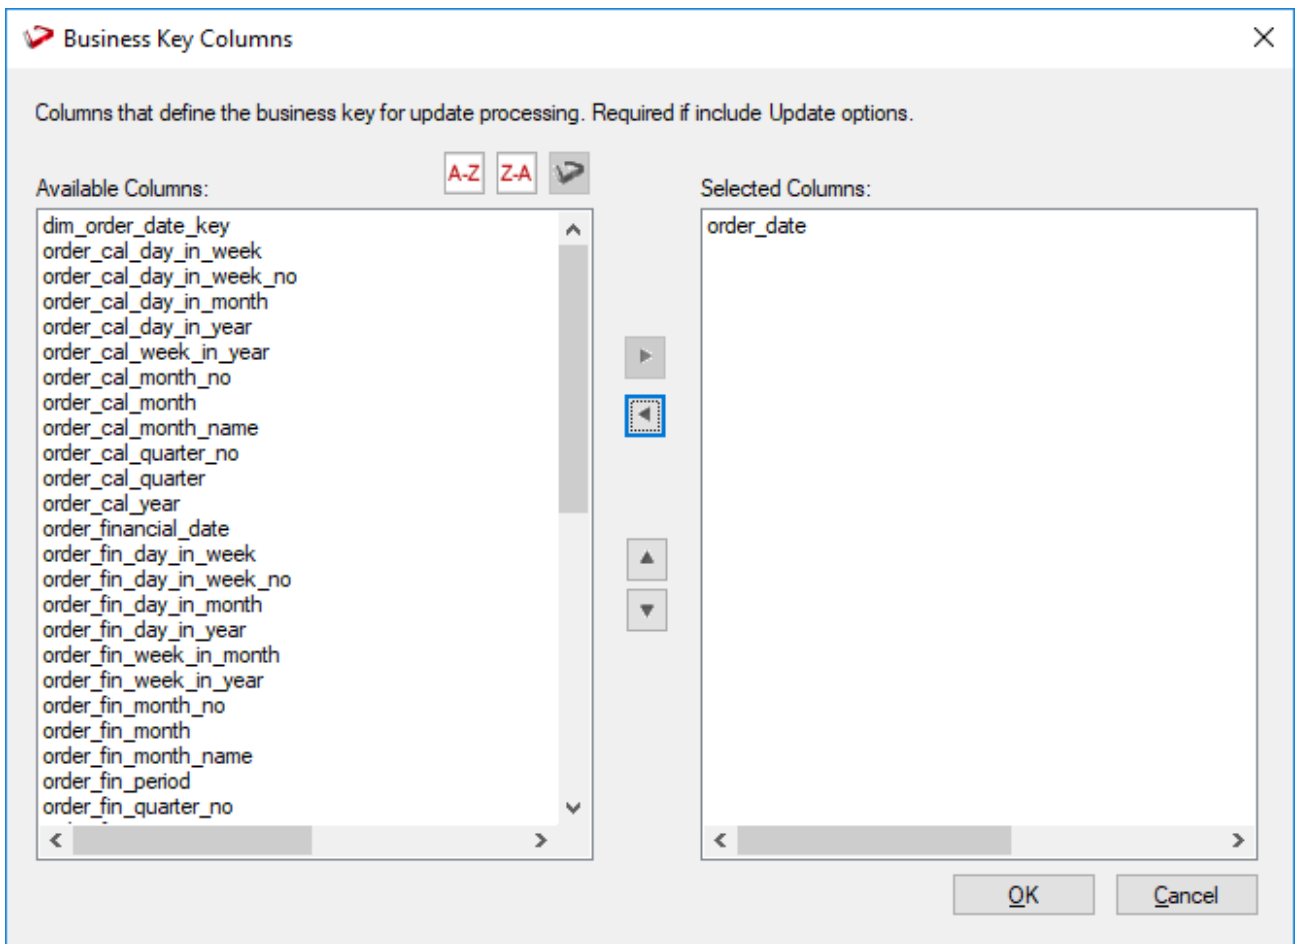 Business Key Columns
Columns that define the business key for update processing. Required if include Update options.
A-Z Z-A
Available Columns:
dim_order_date_key
order_cal_day_in_week
order_cal_day_in_week_no
order_cal_day_in_month
order_cal_day_in_year
order_cal_week_in_year
order_cal_month_no
order_cal_month
order_cal_month_name
order_cal_quarter_no
order_cal_quarter
order_cal_year
order_financial_date
order_fin_day_in_week
order_fin_day_in_week_no
order_fin_day_in_month
order_fin_day_in_year
order_fin_week_in_month
order_fin_week_in_year
order_fin_month_no
order_fin_month
order_fin_month_name
order_fin_period
order_fin_quarter_no
Selected Columns:
order_date
OK Cancel